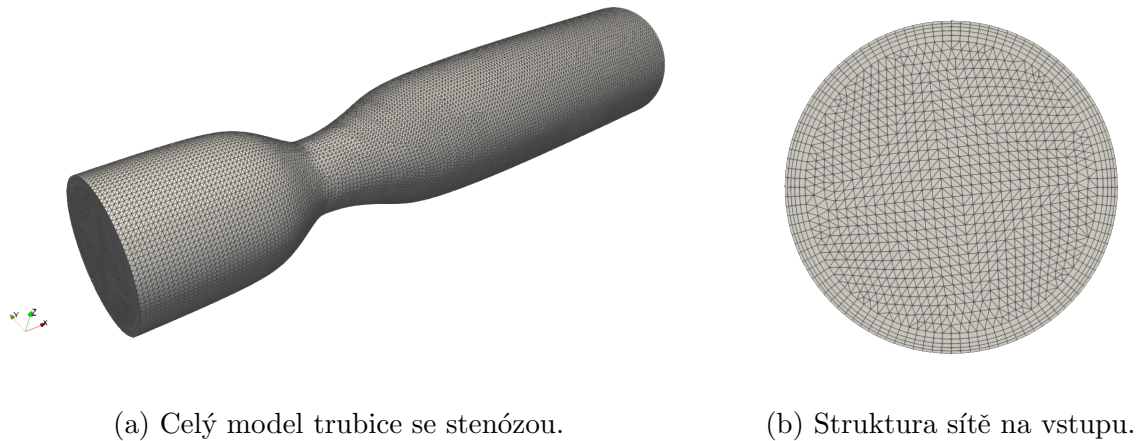 Y Z X
(a) Celý model trubice se stenózou.
(b) Struktura sítě na vstupu.